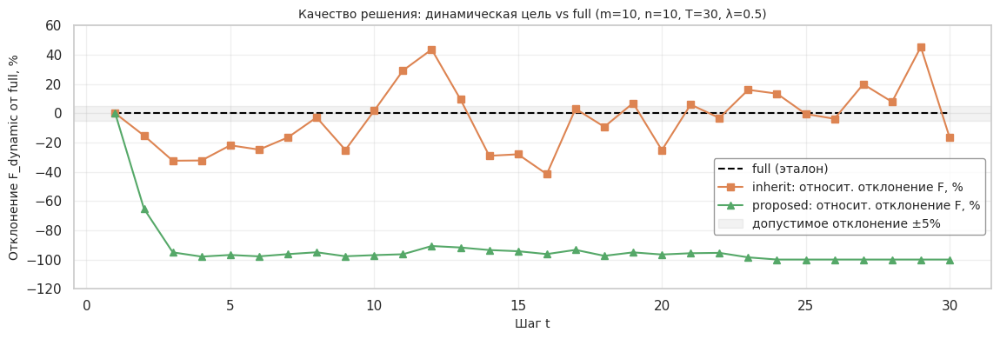 Качество решения: динамическая цель vs full (m=10, n=10, T=30, λ=0.5)
Отклонение F_dynamic от full, %
60
40
20
0
−20
−40
−60
−80
−100
−120
full (эталон)
inherit: относит. отклонение F, %
proposed: относит. отклонение F, %
допустимое отклонение ±5%
0 5 10 15 20 25 30
Шаг t